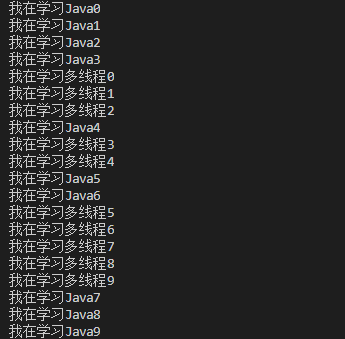 我在学习Java0
我在学习Java1
我在学习Java2
我在学习Java3
我在学习多线程0
我在学习多线程1
我在学习多线程2
我在学习Java4
我在学习多线程3
我在学习多线程4
我在学习Java5
我在学习Java6
我在学习多线程5
我在学习多线程6
我在学习多线程7
我在学习多线程8
我在学习多线程9
我在学习Java7
我在学习Java8
我在学习Java9